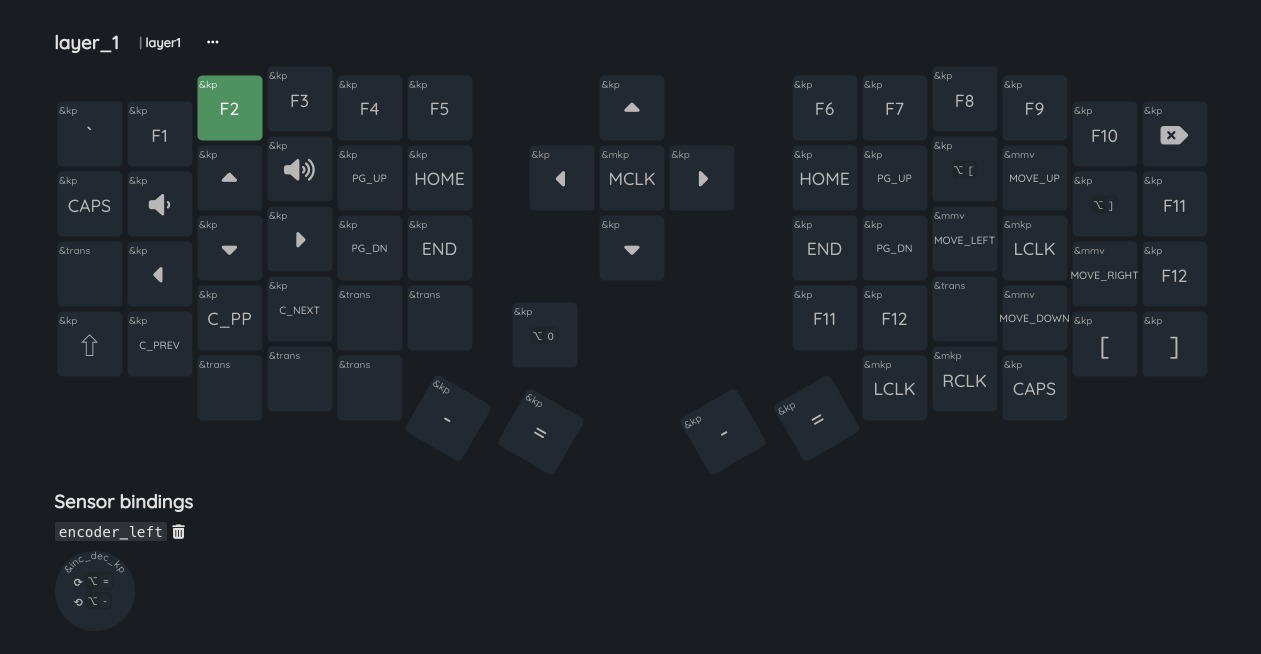 layer_1 | layer1 ...
&kp F2
&kp F3
&kp F4
&kp F5
&kp
&kp F6
&kp F7
&kp F8
&kp F9
&kp `
&kp F1
&kp F10
&kp
&kp
&kp
&kp PG_UP
&kp HOME
&kp
&mkp MCLK
&kp
&kp HOME
&kp PG_UP
&kp ⌥ [
&mmv MOVE_UP
&kp CAPS
&kp
&kp ⌥ ]
&kp F11
&kp
&kp
&kp PG_DN
&kp END
&kp
&kp END
&kp PG_DN
&mmv MOVE_LEFT
&mkp LCLK
&trans
&kp
&mmv MOVE_RIGHT
&kp F12
&kp C_PP
&kp C_NEXT
&trans
&trans
&kp ⌥ 0
&kp F11
&kp F12
&trans
&mmv MOVE_DOWN
&kp ⇧
&kp C_PREV
&kp [
&kp ]
&trans
&trans
&trans
&kp -
&kp =
&kp -
&kp =
&mkp LCLK
&mkp RCLK
&kp CAPS
Sensor bindings
encoder_left
&inc_dec_kp
⟳ ⌥ =
⟲ ⌥ -